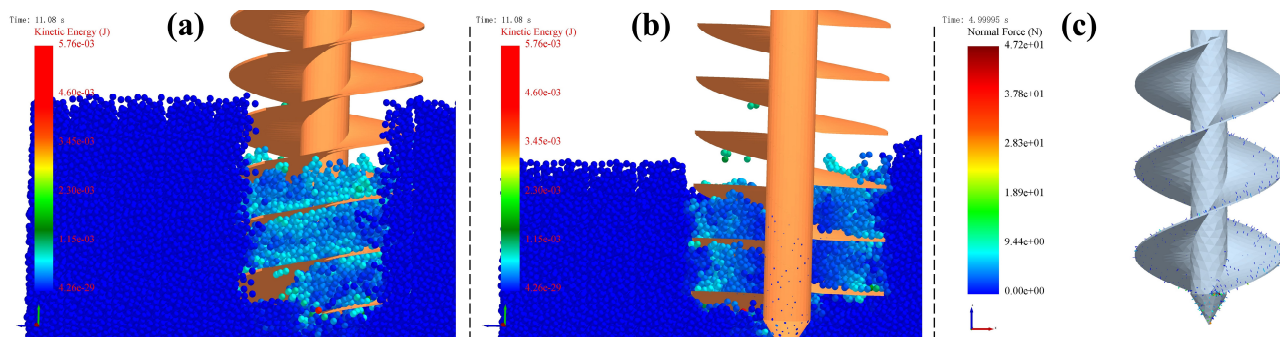 Time: 11.08 s
Kinetic Energy (J)
5.76e-03
4.60e-03
3.45e-03
2.30e-03
1.15e-03
4.26e-29
(a)
Time: 11.08 s
Kinetic Energy (J)
5.76e-03
4.60e-03
3.45e-03
2.30e-03
1.15e-03
4.26e-29
(b)
Time: 4.99995 s
Normal Force (N)
4.72e+01
3.78e+01
2.83e+01
1.89e+01
9.44e+00
0.00e+00
(c)